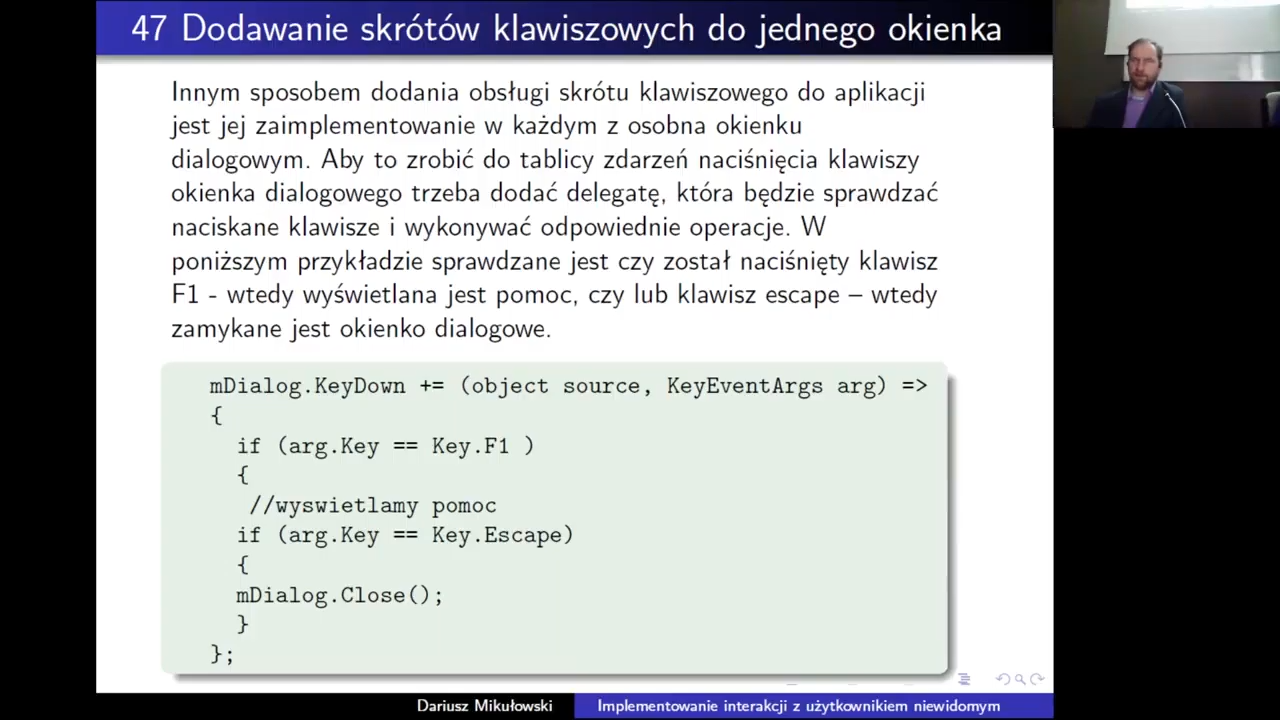 47 Dodawanie skrótów klawiszowych do jednego okienka
Innym sposobem dodania obsługi skrótu klawiszowego do aplikacji
jest jej zaimplementowanie w każdym z osobna okienku
dialogowym. Aby to zrobić do tablicy zdarzeń naciśnięcia klawiszy
okienka dialogowego trzeba dodać delegatę, która będzie sprawdzać
naciskane klawisze i wykonywać odpowiednie operacje. W
poniższym przykładzie sprawdzane jest czy został naciśnięty klawisz
F1 - wtedy wyświetlana jest pomoc, czy lub klawisz escape – wtedy
zamykane jest okienko dialogowe.
mDialog.KeyDown += (object source, KeyEventArgs arg) =>
{
if (arg.Key == Key.F1 )
{
//wyswietlamy pomoc
if (arg.Key == Key.Escape)
{
mDialog.Close();
}
};
Dariusz Mikułowski Implementowanie interakcji z użytkownikiem niewidomym